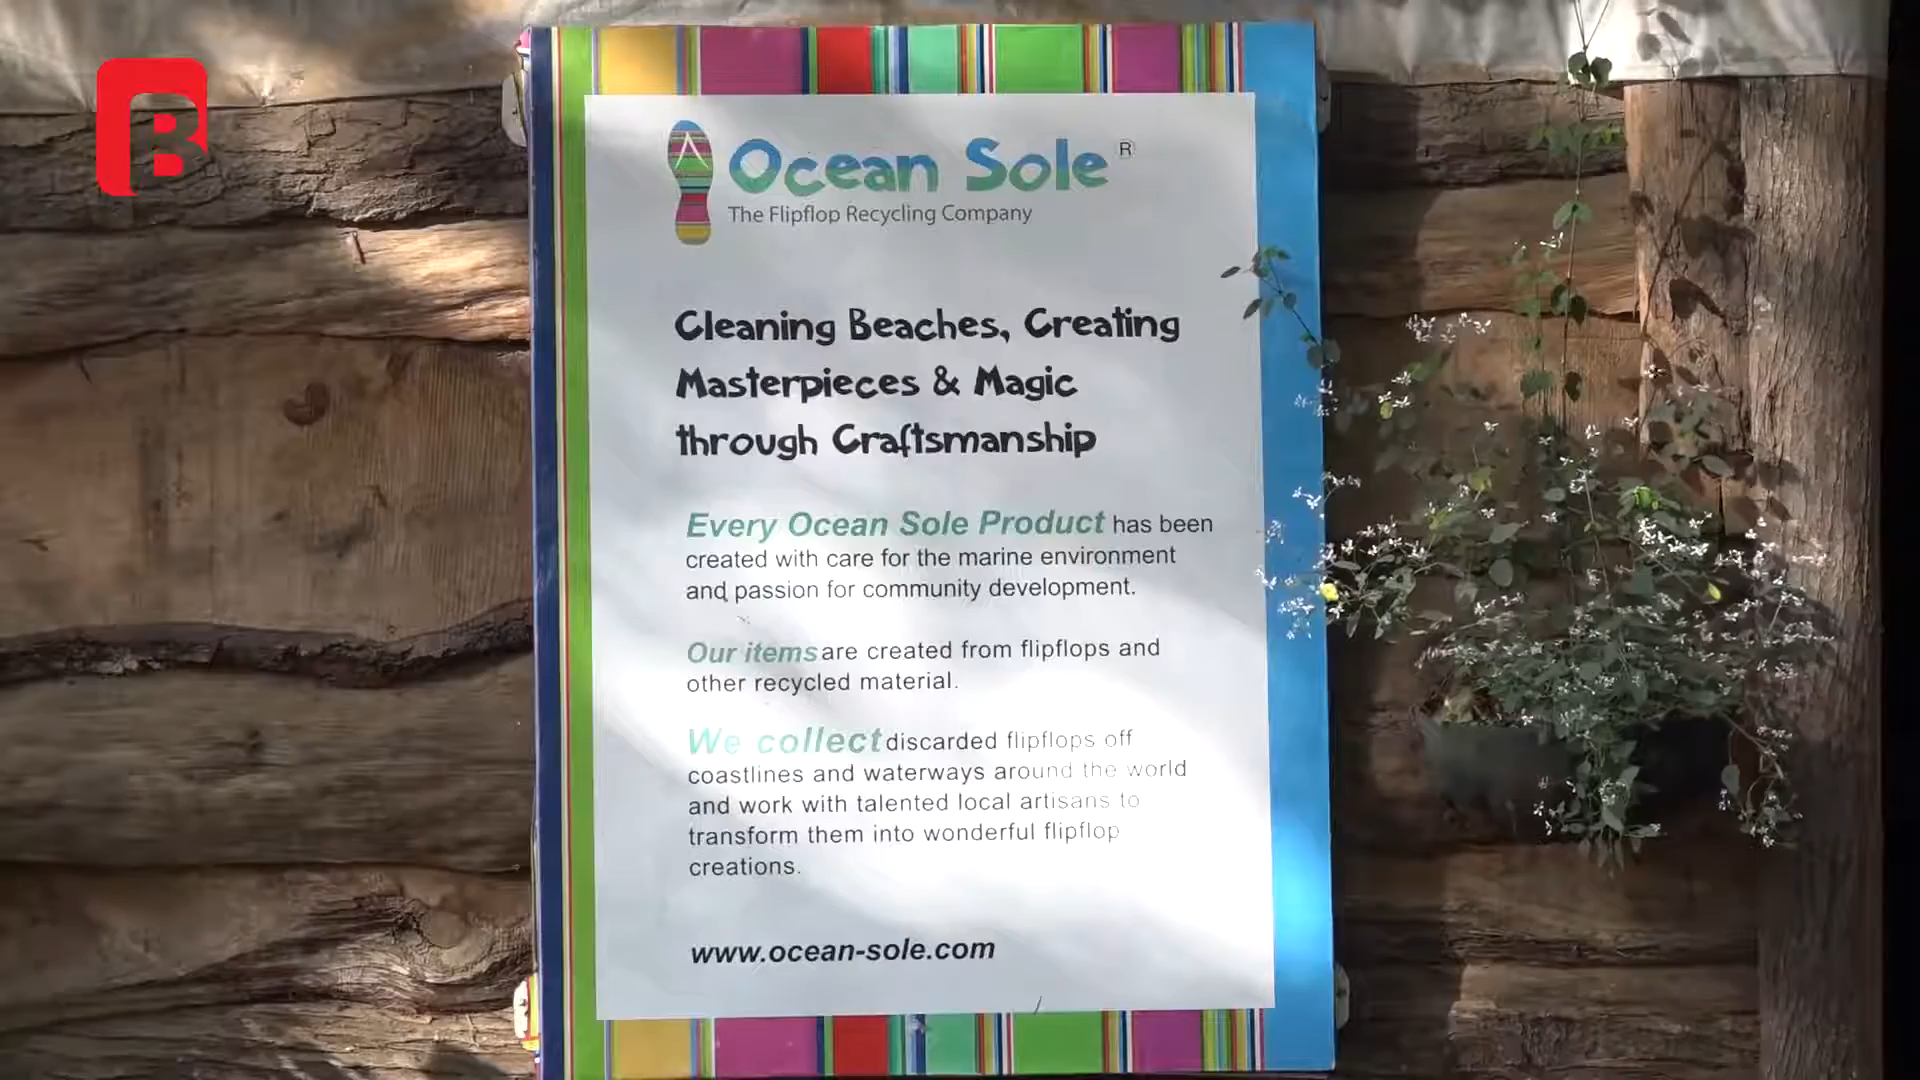 B
Ocean Sole ®
The Flipflop Recycling Company
Cleaning Beaches, Creating
Masterpieces & Magic
through Craftsmanship
Every Ocean Sole Product has been
created with care for the marine environment
and passion for community development.
Our items are created from flipflops and
other recycled material.
We collect discarded flipflops off
coastlines and waterways around the world
and work with talented local artisans to
transform them into wonderful flipflop
creations.
www.ocean-sole.com